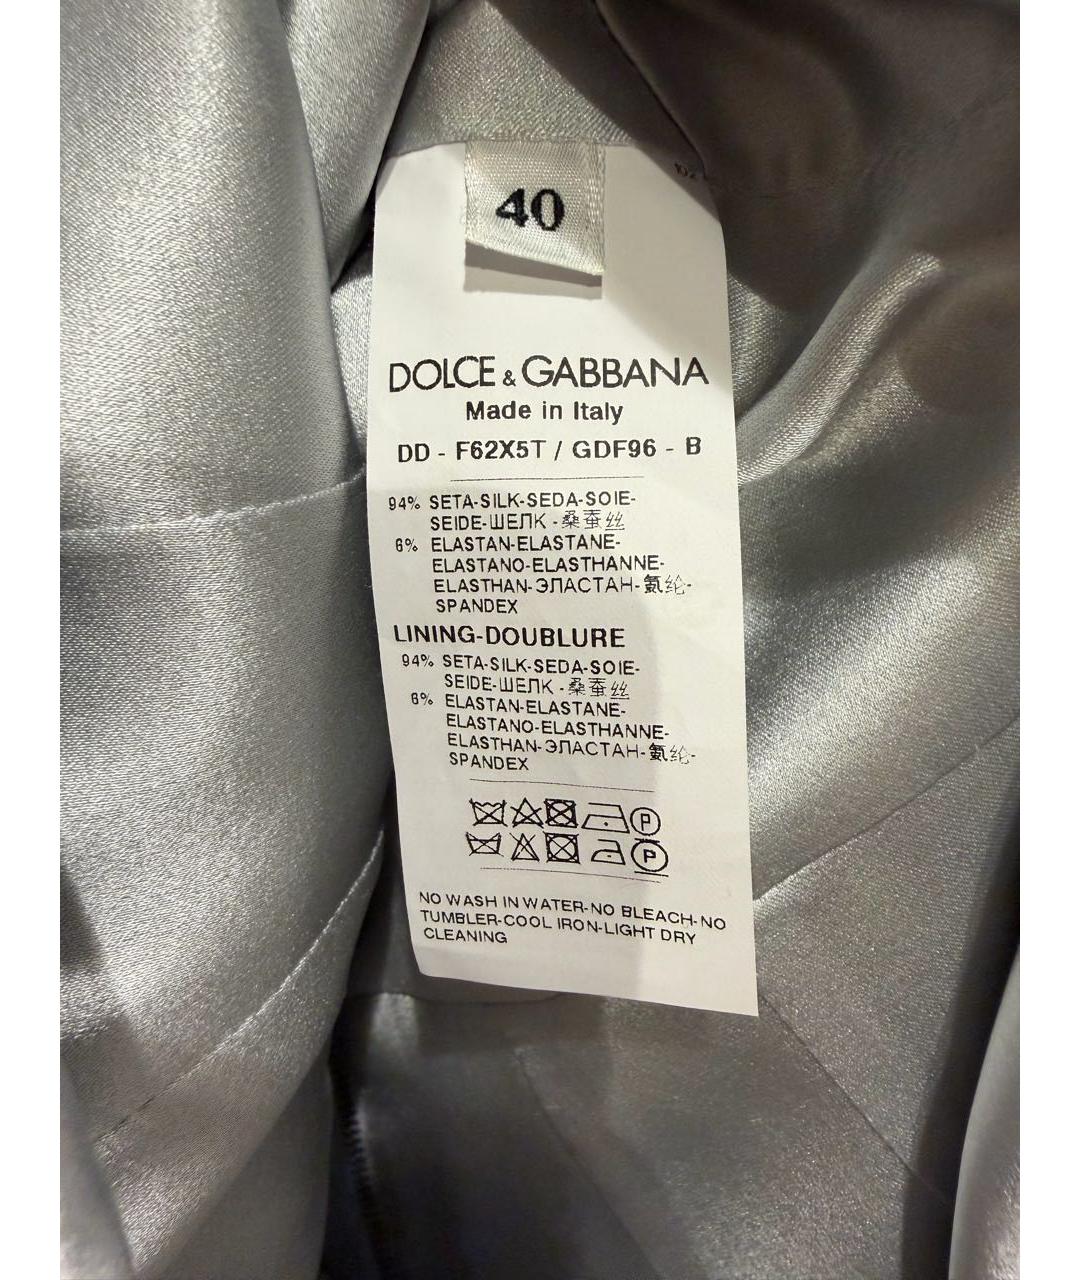 40
102
DOLCE & GABBANA
Made in Italy
DD - F62X5T / GDF96 - B
94% SETA-SILK-SEDA-SOIE-
SEIDE-ШЕЛК -桑蚕丝
6% ELASTAN-ELASTANE-
ELASTANO-ELASTHANNE-
ELASTHAN-ЭЛАСТАН-氨纶-
SPANDEX
LINING-DOUBLURE
94% SETA-SILK-SEDA-SOIE-
SEIDE-ШЕЛК -桑蚕丝
6% ELASTAN-ELASTANE-
ELASTANO-ELASTHANNE-
ELASTHAN-ЭЛАСТАН-氨纶-
SPANDEX
P
P
NO WASH IN WATER-NO BLEACH-NO
TUMBLER-COOL IRON-LIGHT DRY
CLEANING